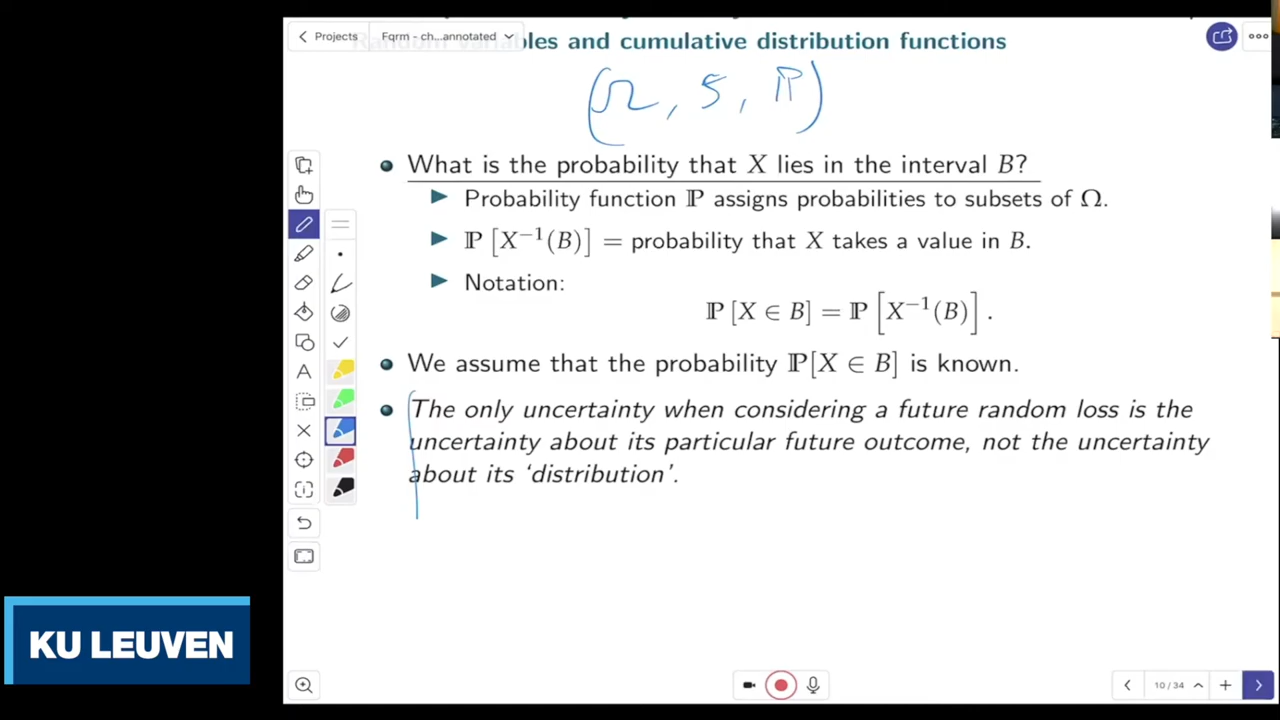 Projects
Fqrm - ch...annotated
Random variables and cumulative distribution functions
(Ω, 𝓕, ℙ)
What is the probability that X lies in the interval B?
Probability function ℙ assigns probabilities to subsets of Ω.
ℙ [X⁻¹(B)] = probability that X takes a value in B.
Notation:
ℙ [X ∈ B] = ℙ [X⁻¹(B)] .
We assume that the probability ℙ[X ∈ B] is known.
The only uncertainty when considering a future random loss is the
uncertainty about its particular future outcome, not the uncertainty
about its ‘distribution’.
KU LEUVEN
10 / 34